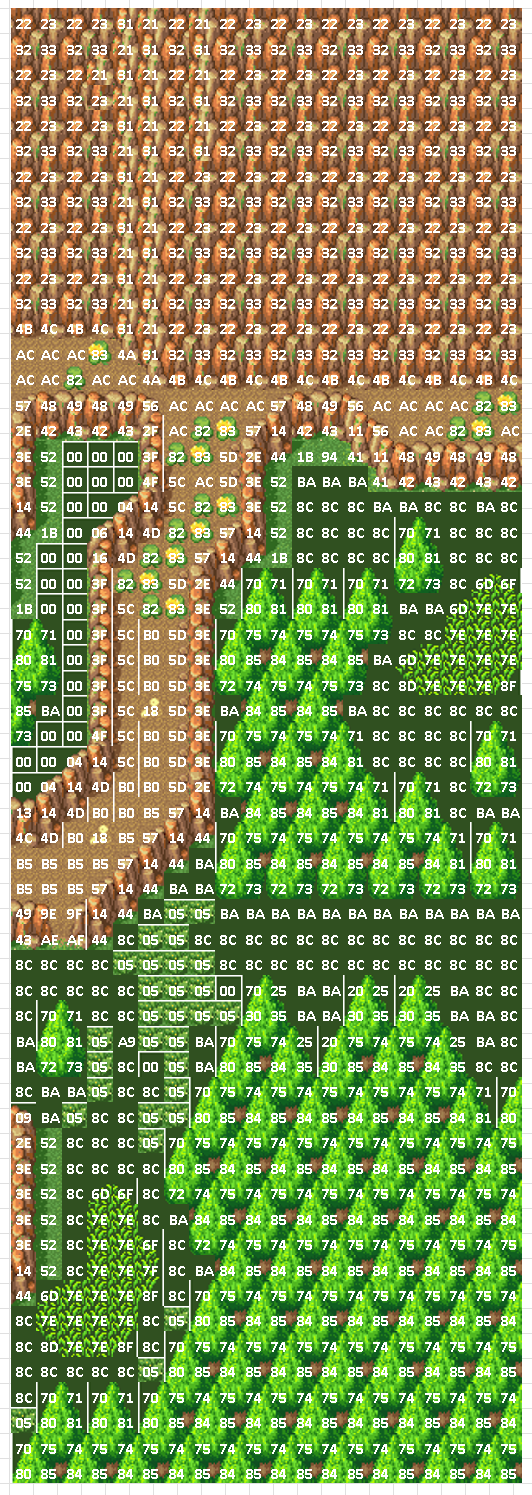 22 23 22 23 31 21 22 21 22 23 22 23 22 23 22 23 22 23 22 23
32 33 32 33 21 31 32 31 32 33 32 33 32 33 32 33 32 33 32 33
22 23 22 21 31 21 22 21 22 23 22 23 22 23 22 23 22 23 22 23
32 33 32 23 21 31 32 31 32 33 32 33 32 33 32 33 32 33 32 33
22 23 22 23 31 21 22 21 22 23 22 23 22 23 22 23 22 23 22 23
32 33 32 33 21 31 32 31 32 33 32 33 32 33 32 33 32 33 32 33
22 23 22 23 31 21 22 23 22 23 22 23 22 23 22 23 22 23 22 23
32 33 32 33 21 31 32 33 32 33 32 33 32 33 32 33 32 33 32 33
22 23 22 23 31 21 22 23 22 23 22 23 22 23 22 23 22 23 22 23
32 33 32 33 21 31 32 33 32 33 32 33 32 33 32 33 32 33 32 33
22 23 22 23 31 21 22 23 22 23 22 23 22 23 22 23 22 23 22 23
32 33 32 33 21 31 32 33 32 33 32 33 32 33 32 33 32 33 32 33
4B 4C 4B 4C 31 21 22 23 22 23 22 23 22 23 22 23 22 23 22 23
AC AC AC 83 4A 31 32 33 32 33 32 33 32 33 32 33 32 33 32 33
AC AC 82 AC AC 4A 4B 4C 4B 4C 4B 4C 4B 4C 4B 4C 4B 4C 4B 4C
57 48 49 48 49 56 AC AC AC AC 57 48 49 56 AC AC AC AC 82 83
2E 42 43 42 43 2F AC 82 83 57 14 42 43 11 56 AC AC 82 83 AC
3E 52 00 00 00 3F 82 83 5D 2E 44 1B 94 41 11 48 49 48 49 48
3E 52 00 00 00 4F 5C AC 5D 3E 52 BA BA BA 41 42 43 42 43 42
14 52 00 00 04 14 5C 82 83 3E 52 8C 8C 8C BA BA 8C 8C BA 8C
44 1B 00 06 14 4D 82 83 57 14 52 8C 8C 8C 8C 70 71 8C 8C 8C
52 00 00 16 4D 82 83 57 14 44 1B 8C 8C 8C 8C 80 81 8C 8C 8C
52 00 00 3F 82 83 5D 2E 44 70 71 70 71 70 71 72 73 8C 6D 6F
1B 00 00 3F 5C 82 83 3E 52 80 81 80 81 80 81 BA BA 6D 7E 7E
70 71 00 3F 5C B0 5D 3E 70 75 74 75 74 75 73 8C 8C 7E 7E 7E
80 81 00 3F 5C B0 5D 3E 80 85 84 85 84 85 BA 6D 7E 7E 7E 7E
75 73 00 3F 5C B0 5D 3E 72 74 75 74 75 73 8C 8D 7E 7E 7E 8F
85 BA 00 3F 5C 18 5D 3E BA 84 85 84 85 BA 8C 8C 8C 8C 8C 8C
73 00 00 4F 5C B0 5D 3E 70 75 74 75 74 71 8C 8C 8C 8C 70 71
00 00 04 14 5C B0 5D 3E 80 85 84 85 84 81 8C 8C 8C 8C 80 81
00 04 14 4D B0 B0 5D 2E 72 74 75 74 75 74 71 70 71 8C 72 73
13 14 4D B0 B0 B5 57 14 BA 84 85 84 85 84 81 80 81 8C BA BA
4C 4D B0 18 B5 57 14 44 70 75 74 75 74 75 74 75 74 71 70 71
B5 B5 B5 B5 57 14 44 BA 80 85 84 85 84 85 84 85 84 81 80 81
B5 B5 B5 57 14 44 BA BA 72 73 72 73 72 73 72 73 72 73 72 73
49 9E 9F 14 44 BA 05 05 BA BA BA BA BA BA BA BA BA BA BA BA
43 AE AF 44 8C 05 05 8C 8C 8C 8C 8C 8C 8C 8C 8C 8C 8C 8C 8C
8C 8C 8C 8C 05 05 05 05 8C 8C 8C 8C 8C 8C 8C 8C 8C 8C 8C 8C
8C 8C 8C 8C 8C 05 05 05 00 70 25 BA BA 20 25 20 25 BA 8C 8C
8C 70 71 8C 8C 05 05 05 05 30 35 BA BA 30 35 30 35 BA BA 8C
BA 80 81 05 A9 05 05 BA 70 75 74 25 20 75 74 75 74 25 BA 8C
BA 72 73 05 8C 00 05 BA 80 85 84 35 30 85 84 85 84 35 8C 8C
8C BA BA 05 8C 8C 05 70 75 74 75 74 75 74 75 74 75 74 71 70
09 BA 05 8C 8C 05 05 80 85 84 85 84 85 84 85 84 85 84 81 80
2E 52 8C 8C 8C 05 70 75 74 75 74 75 74 75 74 75 74 75 74 75
3E 52 8C 8C 8C 8C 80 85 84 85 84 85 84 85 84 85 84 85 84 85
3E 52 8C 6D 6F 8C 72 74 75 74 75 74 75 74 75 74 75 74 75 74
3E 52 8C 7E 7E 8C BA 84 85 84 85 84 85 84 85 84 85 84 85 84
3E 52 8C 7E 7E 6F 8C 72 74 75 74 75 74 75 74 75 74 75 74 75
14 52 8C 7E 7E 7F 8C BA 84 85 84 85 84 85 84 85 84 85 84 85
44 6D 7E 7E 7E 8F 8C 70 75 74 75 74 75 74 75 74 75 74 75 74
8C 7E 7E 7E 7E 8C 05 80 85 84 85 84 85 84 85 84 85 84 85 84
8C 8D 7E 7E 8F 8C 70 75 74 75 74 75 74 75 74 75 74 75 74 75
8C 8C 8C 8C 8C 05 80 85 84 85 84 85 84 85 84 85 84 85 84 85
8C 70 71 70 71 70 75 74 75 74 75 74 75 74 75 74 75 74 75 74
05 80 81 80 81 80 85 84 85 84 85 84 85 84 85 84 85 84 85 84
70 75 74 75 74 75 74 75 74 75 74 75 74 75 74 75 74 75 74 75
80 85 84 85 84 85 84 85 84 85 84 85 84 85 84 85 84 85 84 85